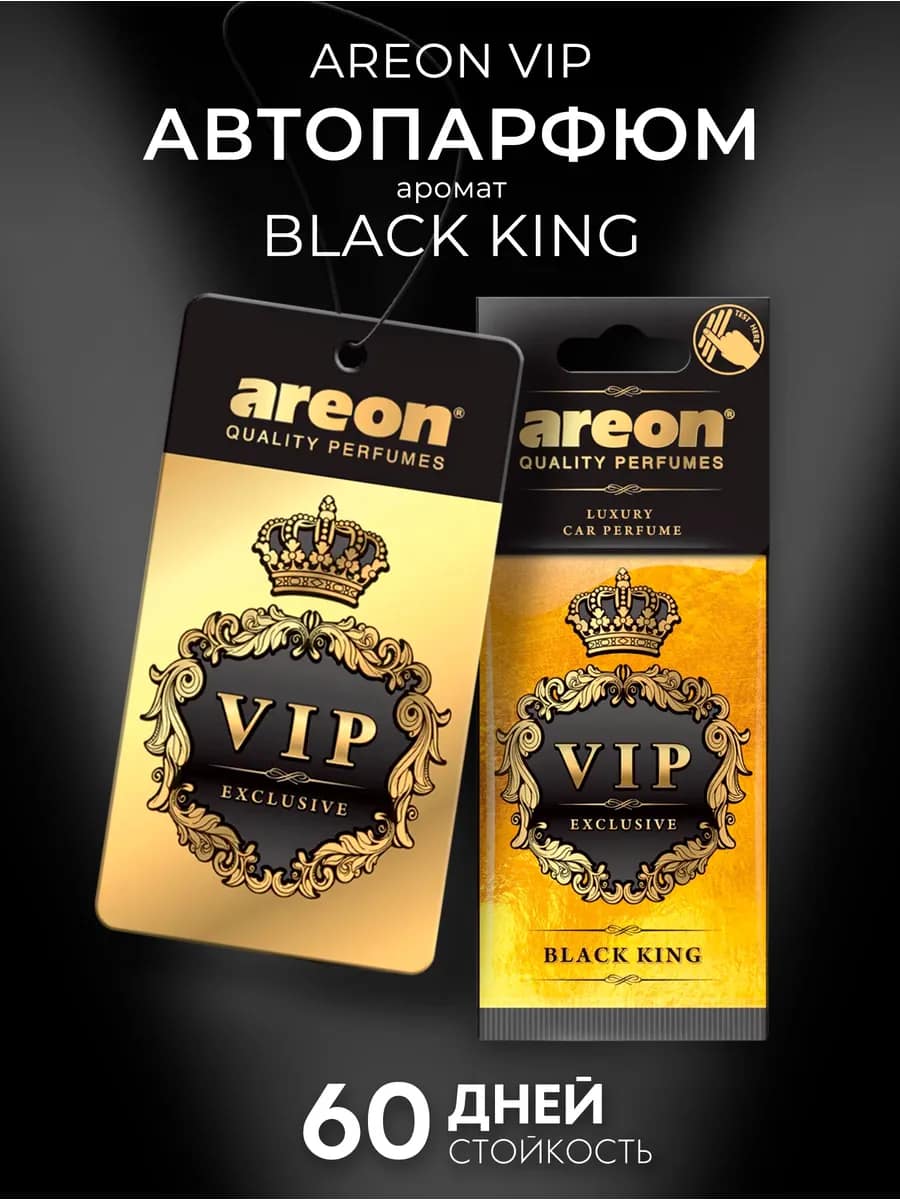 AREON VIP
АВТОПАРФЮМ
аромат
BLACK KING
areon®
QUALITY PERFUMES
VIP
EXCLUSIVE
TEST HERE
areon®
QUALITY PERFUMES
LUXURY
CAR PERFUME
VIP
EXCLUSIVE
BLACK KING
60 ДНЕЙ
СТОЙКОСТЬ